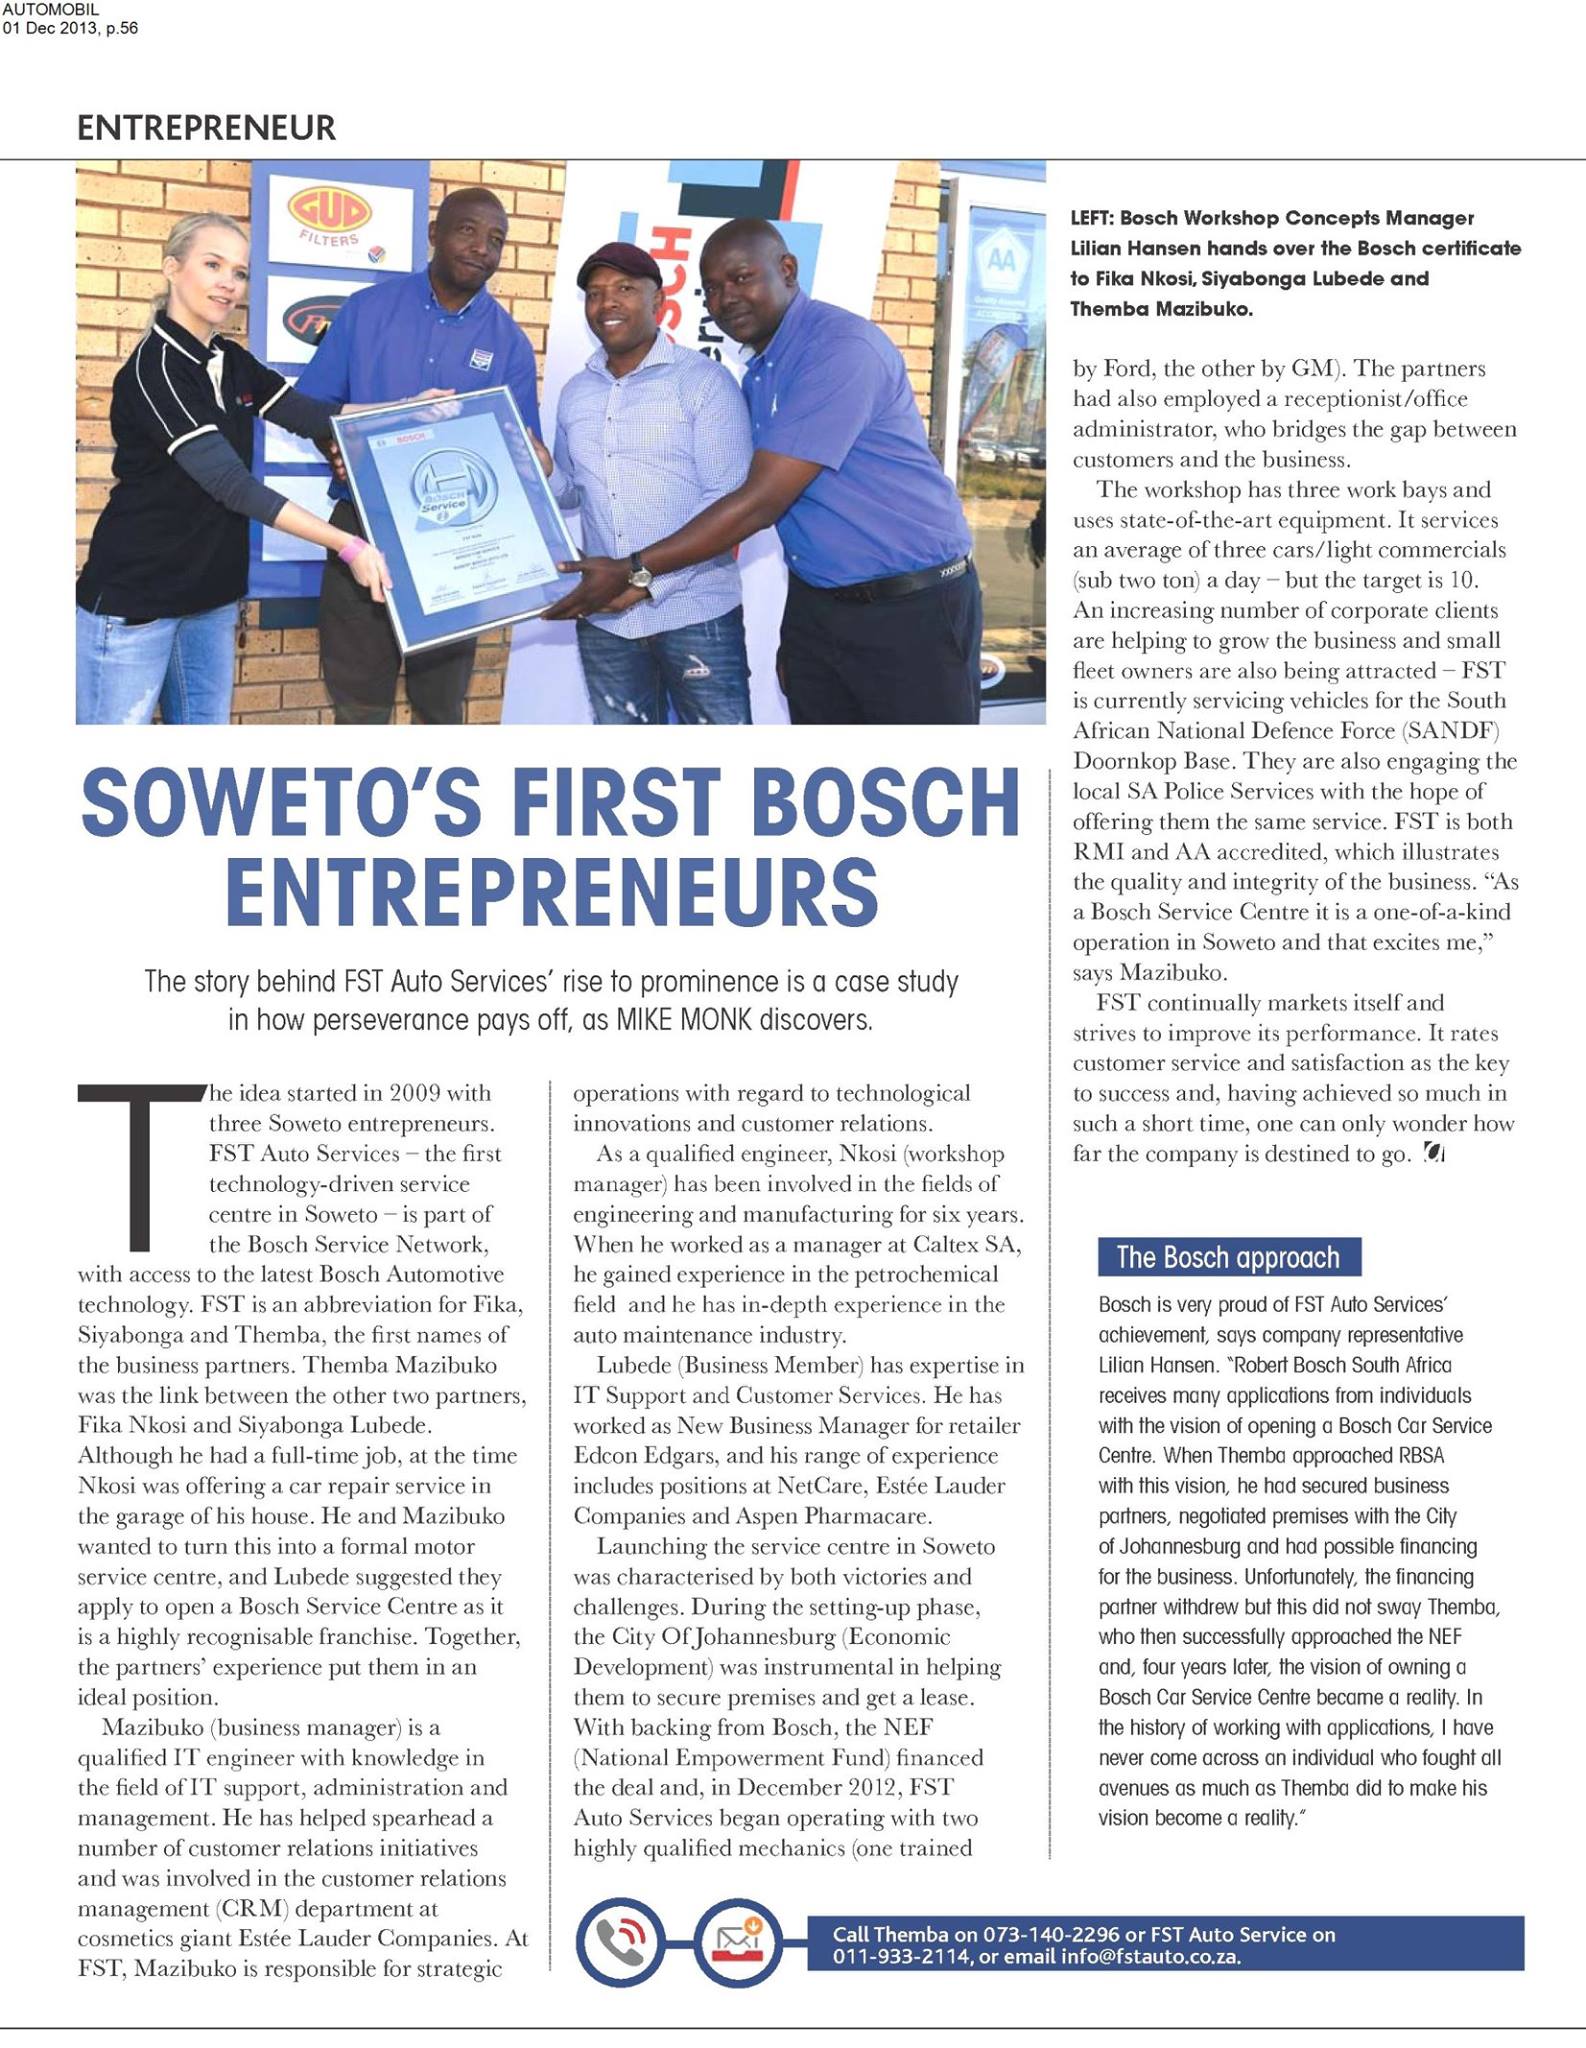 AUTOMOBIL
01 Dec 2013, p.56
ENTREPRENEUR
GUD
FILTERS
AA
BOSCH
BOSCH
Service
LEFT: Bosch Workshop Concepts Manager
Lilian Hansen hands over the Bosch certificate
to Fika Nkosi, Siyabonga Lubede and
Themba Mazibuko.
SOWETO'S FIRST BOSCH
ENTREPRENEURS
The story behind FST Auto Services' rise to prominence is a case study
in how perseverance pays off, as MIKE MONK discovers.
The idea started in 2009 with
three Soweto entrepreneurs.
FST Auto Services – the first
technology-driven service
centre in Soweto – is part of
the Bosch Service Network,
with access to the latest Bosch Automotive
technology. FST is an abbreviation for Fika,
Siyabonga and Themba, the first names of
the business partners. Themba Mazibuko
was the link between the other two partners,
Fika Nkosi and Siyabonga Lubede.
Although he had a full-time job, at the time
Nkosi was offering a car repair service in
the garage of his house. He and Mazibuko
wanted to turn this into a formal motor
service centre, and Lubede suggested they
apply to open a Bosch Service Centre as it
is a highly recognisable franchise. Together,
the partners' experience put them in an
ideal position.
Mazibuko (business manager) is a
qualified IT engineer with knowledge in
the field of IT support, administration and
management. He has helped spearhead a
number of customer relations initiatives
and was involved in the customer relations
management (CRM) department at
cosmetics giant Estée Lauder Companies. At
FST, Mazibuko is responsible for strategic
operations with regard to technological
innovations and customer relations.
As a qualified engineer, Nkosi (workshop
manager) has been involved in the fields of
engineering and manufacturing for six years.
When he worked as a manager at Caltex SA,
he gained experience in the petrochemical
field and he has in-depth experience in the
auto maintenance industry.
Lubede (Business Member) has expertise in
IT Support and Customer Services. He has
worked as New Business Manager for retailer
Edcon Edgars, and his range of experience
includes positions at NetCare, Estée Lauder
Companies and Aspen Pharmacare.
Launching the service centre in Soweto
was characterised by both victories and
challenges. During the setting-up phase,
the City Of Johannesburg (Economic
Development) was instrumental in helping
them to secure premises and get a lease.
With backing from Bosch, the NEF
(National Empowerment Fund) financed
the deal and, in December 2012, FST
Auto Services began operating with two
highly qualified mechanics (one trained
by Ford, the other by GM). The partners
had also employed a receptionist/office
administrator, who bridges the gap between
customers and the business.
The workshop has three work bays and
uses state-of-the-art equipment. It services
an average of three cars/light commercials
(sub two ton) a day – but the target is 10.
An increasing number of corporate clients
are helping to grow the business and small
fleet owners are also being attracted – FST
is currently servicing vehicles for the South
African National Defence Force (SANDF)
Doornkop Base. They are also engaging the
local SA Police Services with the hope of
offering them the same service. FST is both
RMI and AA accredited, which illustrates
the quality and integrity of the business. “As
a Bosch Service Centre it is a one-of-a-kind
operation in Soweto and that excites me,”
says Mazibuko.
FST continually markets itself and
strives to improve its performance. It rates
customer service and satisfaction as the key
to success and, having achieved so much in
such a short time, one can only wonder how
far the company is destined to go.
The Bosch approach
Bosch is very proud of FST Auto Services'
achievement, says company representative
Lilian Hansen. “Robert Bosch South Africa
receives many applications from individuals
with the vision of opening a Bosch Car Service
Centre. When Themba approached RBSA
with this vision, he had secured business
partners, negotiated premises with the City
of Johannesburg and had possible financing
for the business. Unfortunately, the financing
partner withdrew but this did not sway Themba,
who then successfully approached the NEF
and, four years later, the vision of owning a
Bosch Car Service Centre became a reality. In
the history of working with applications, I have
never come across an individual who fought all
avenues as much as Themba did to make his
vision become a reality.”
Call Themba on 073-140-2296 or FST Auto Service on
011-933-2114, or email info@fstauto.co.za.